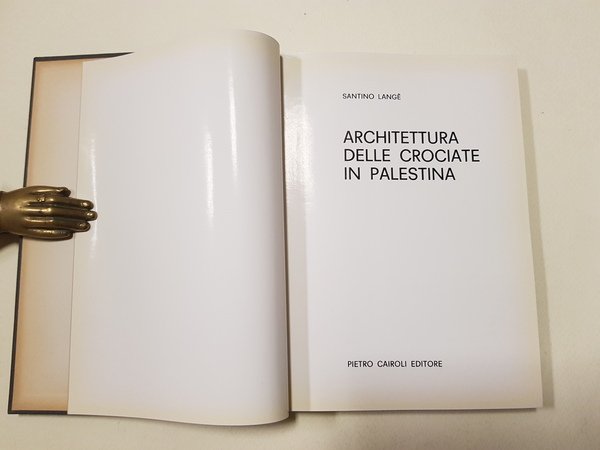 SANTINO LANGÈ
ARCHITETTURA
DELLE CROCIATE
IN PALESTINA
PIETRO CAIROLI EDITORE